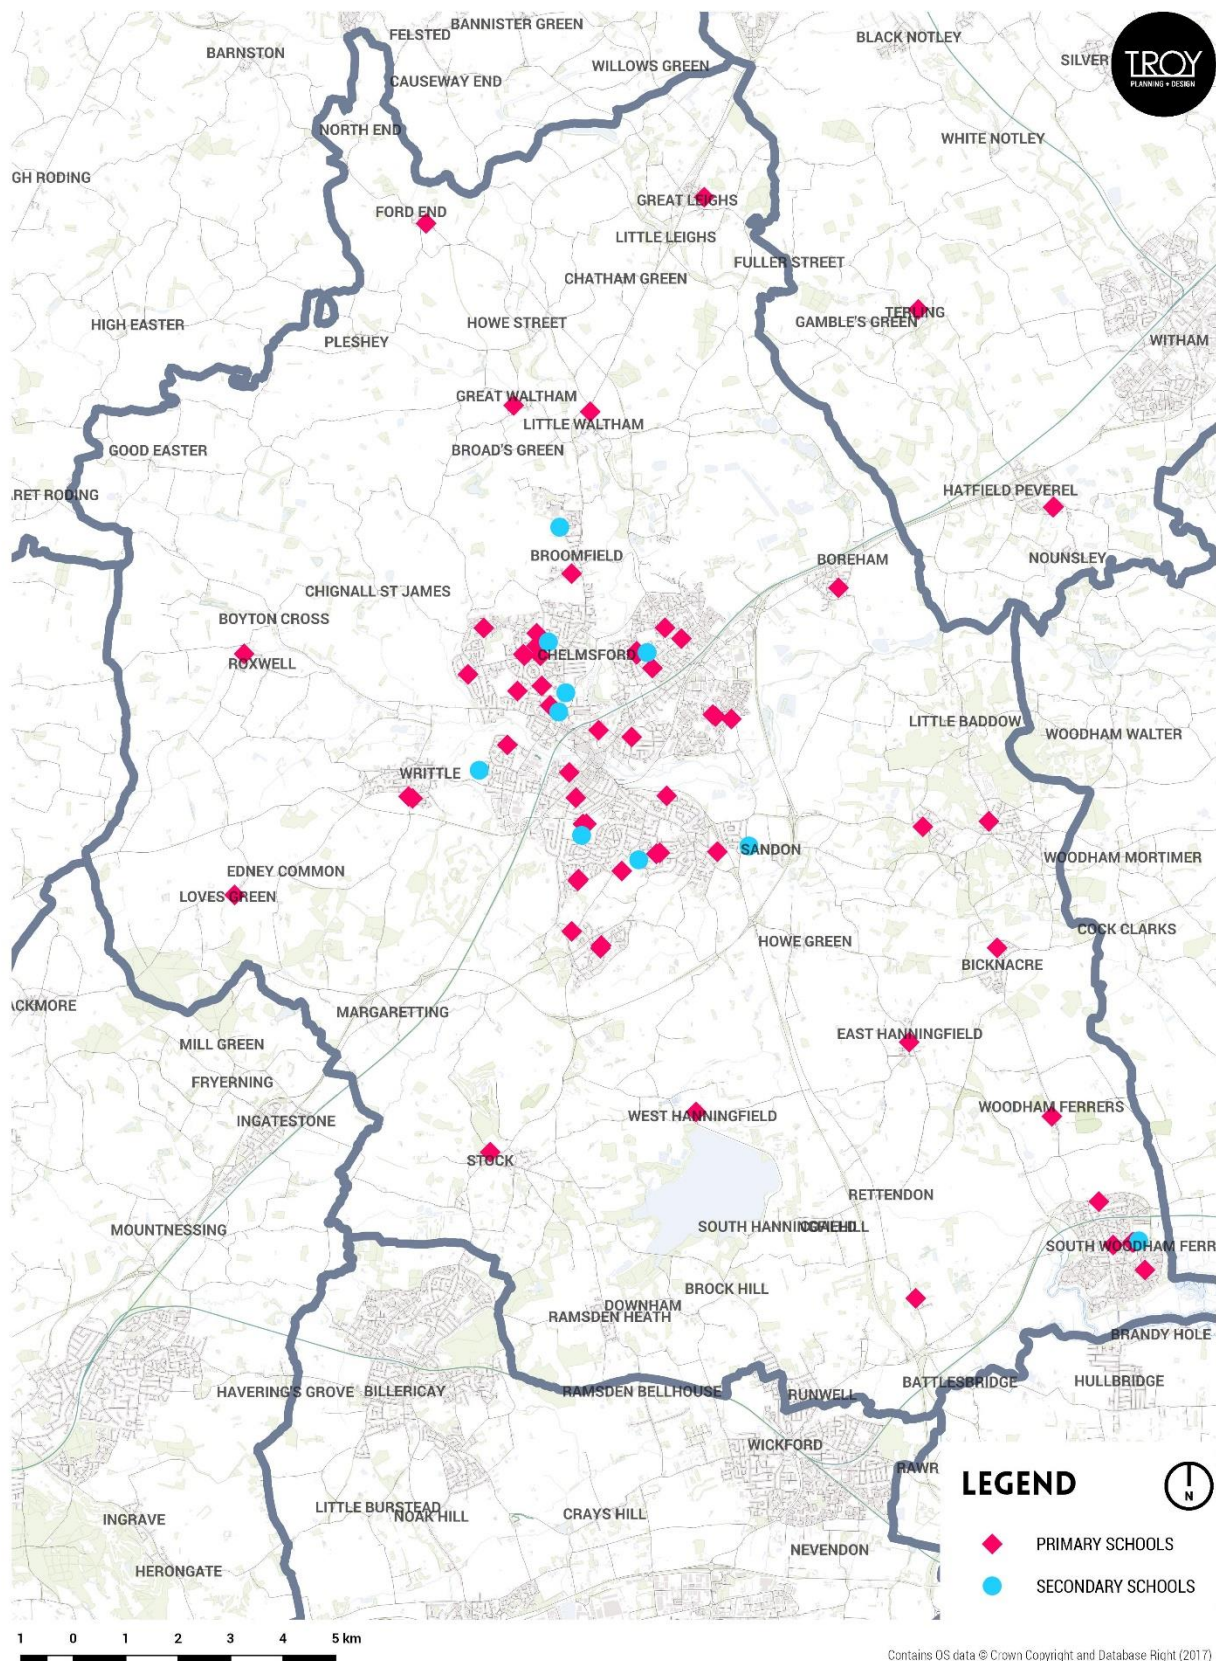 BANNISTER GREEN
FELSTED
BLACK NOTLEY
BARNSTON
SILVER
TROY
PLANNING + DESIGN
WILLOWS GREEN
CAUSEWAY END
NORTH END
WHITE NOTLEY
GH RODING
GREAT LEIGHS
FORD END
LITTLE LEIGHS
FULLER STREET
CHATHAM GREEN
TERLING
GAMBLE'S GREEN
HIGH EASTER
HOWE STREET
PLESHEY
WITHAM
GREAT WALTHAM
LITTLE WALTHAM
GOOD EASTER
BROAD'S GREEN
HATFIELD PEVEREL
ARET RODING
BROOMFIELD
BOREHAM
NOUNSLEY
CHIGNALL ST JAMES
BOYTON CROSS
CHELMSFORD
ROXWELL
LITTLE BADDOW
WOODHAM WALTER
WRITTLE
SANDON
WOODHAM MORTIMER
EDNEY COMMON
LOVES GREEN
COCK CLARKS
HOWE GREEN
BICKNACRE
ACKMORE
MARGARETTING
EAST HANNINGFIELD
MILL GREEN
FRYERNING
WOODHAM FERRERS
WEST HANNINGFIELD
INGATESTONE
STOCK
RETTENDON
MOUNTNESSING
SOUTH HANNINGFIELD
SOUTH WOODHAM FERR
BROCK HILL
DOWNHAM
RAMSDEN HEATH
BRANDY HOLE
BATTLESBRIDGE
HULLBRIDGE
HAVERING'S GROVE
BILLERICAY
RAMSDEN BELLHOUSE
RUNWELL
WICKFORD
RAWR
LEGEND
N
LITTLE BURSTEAD
NOAK HILL
CRAYS HILL
INGRAVE
NEVENDON
PRIMARY SCHOOLS
HERONGATE
SECONDARY SCHOOLS
1 0 1 2 3 4 5 km
Contains OS data © Crown Copyright and Database Right (2017)